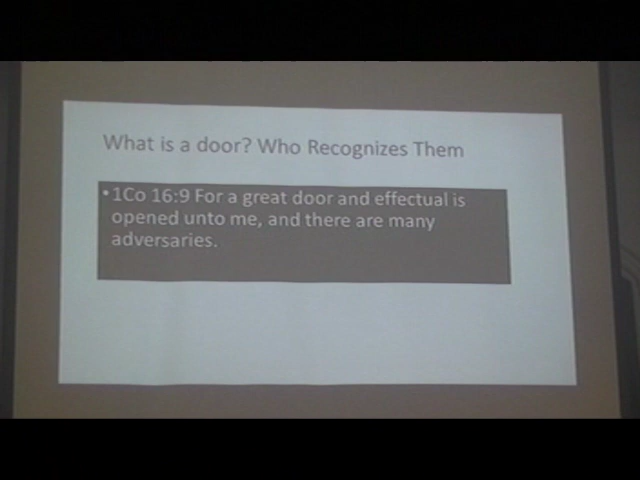 What is a door? Who Recognizes Them
•1Co 16:9 For a great door and effectual is
opened unto me, and there are many
adversaries.